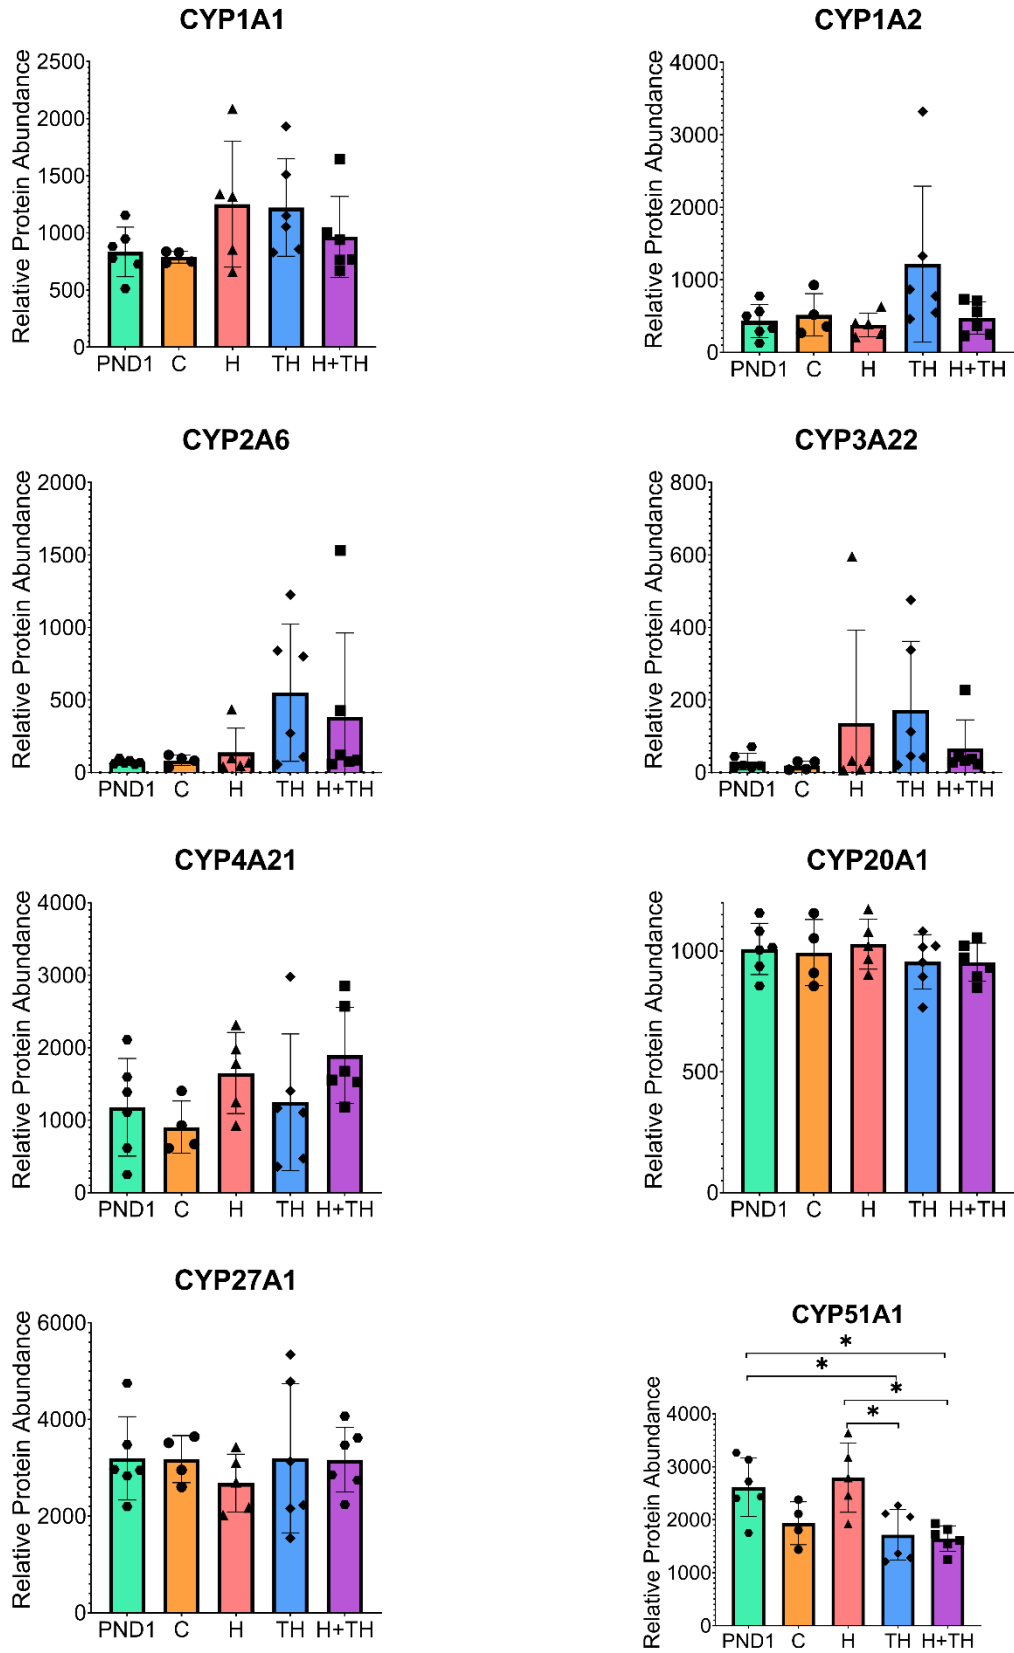 CYP1A1
Relative Protein Abundance
2500
2000
1500
1000
500
0
PND1 C H TH H+TH
CYP1A2
Relative Protein Abundance
4000
3000
2000
1000
0
PND1 C H TH H+TH
CYP2A6
Relative Protein Abundance
2000
1500
1000
500
0
PND1 C H TH H+TH
CYP3A22
Relative Protein Abundance
800
600
400
200
0
PND1 C H TH H+TH
CYP4A21
Relative Protein Abundance
4000
3000
2000
1000
0
PND1 C H TH H+TH
CYP20A1
Relative Protein Abundance
1000
500
0
PND1 C H TH H+TH
CYP27A1
Relative Protein Abundance
6000
4000
2000
0
PND1 C H TH H+TH
CYP51A1
*
*
*
*
Relative Protein Abundance
4000
3000
2000
1000
0
PND1 C H TH H+TH